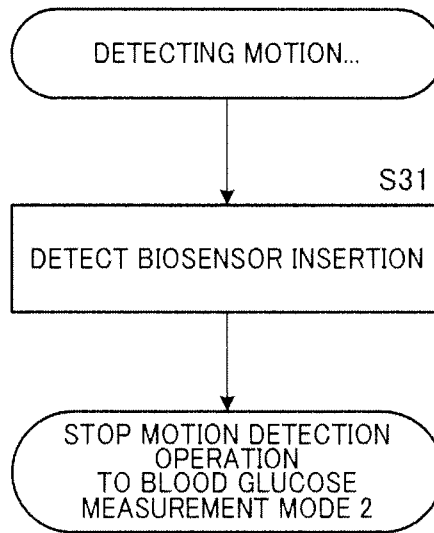 DETECTING MOTION...
S31
DETECT BIOSENSOR INSERTION
STOP MOTION DETECTION
OPERATION
TO BLOOD GLUCOSE
MEASUREMENT MODE 2